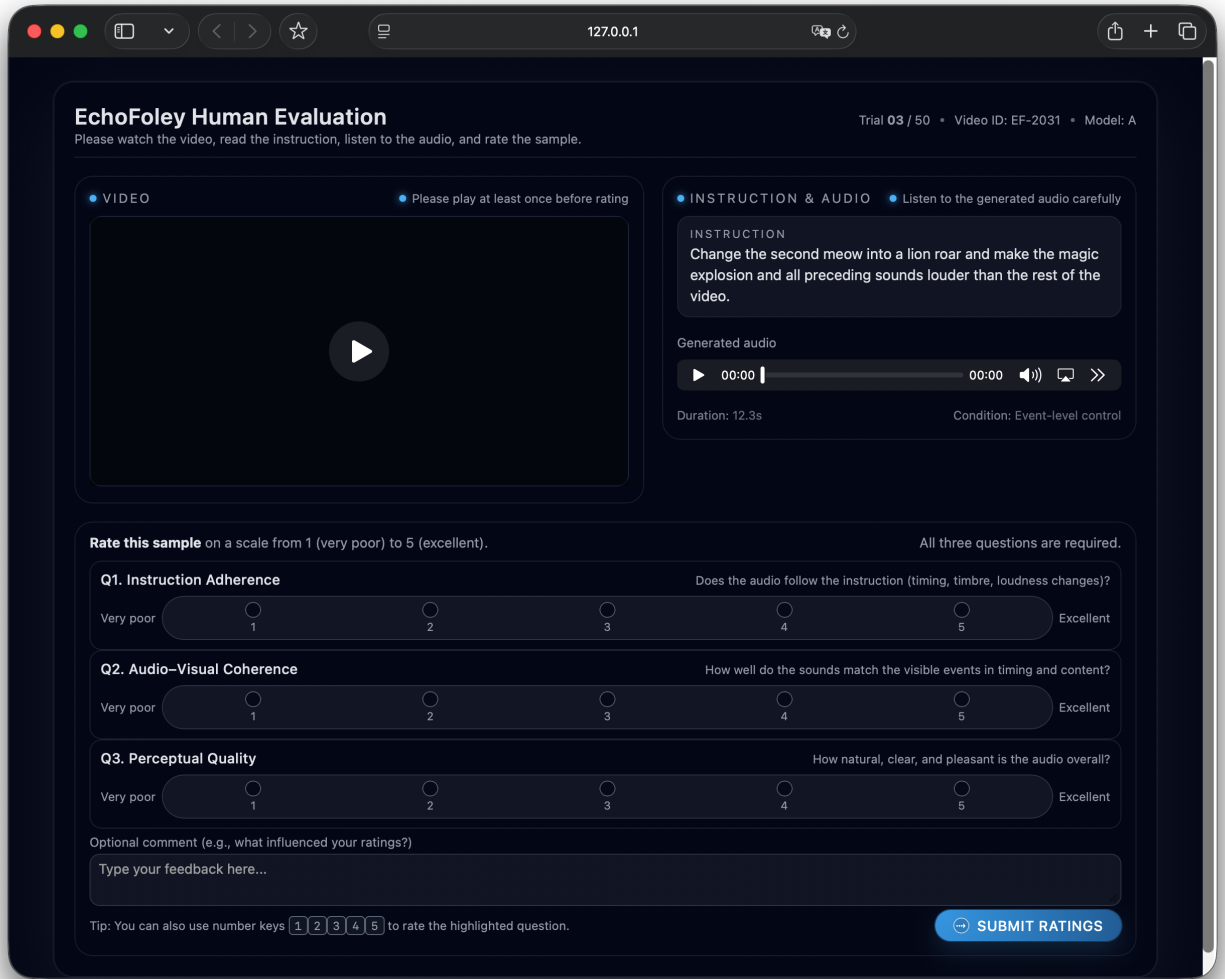 127.0.0.1
EchoFoley Human Evaluation
Please watch the video, read the instruction, listen to the audio, and rate the sample.
Trial 03 / 50 • Video ID: EF-2031 • Model: A
VIDEO
Please play at least once before rating
INSTRUCTION & AUDIO
Listen to the generated audio carefully
INSTRUCTION
Change the second meow into a lion roar and make the magic
explosion and all preceding sounds louder than the rest of the
video.
Generated audio
00:00 00:00
Duration: 12.3s
Condition: Event-level control
Rate this sample on a scale from 1 (very poor) to 5 (excellent).
All three questions are required.
Q1. Instruction Adherence
Does the audio follow the instruction (timing, timbre, loudness changes)?
Very poor 1 2 3 4 5 Excellent
Q2. Audio–Visual Coherence
How well do the sounds match the visible events in timing and content?
Very poor 1 2 3 4 5 Excellent
Q3. Perceptual Quality
How natural, clear, and pleasant is the audio overall?
Very poor 1 2 3 4 5 Excellent
Optional comment (e.g., what influenced your ratings?)
Type your feedback here...
Tip: You can also use number keys 1 2 3 4 5 to rate the highlighted question.
SUBMIT RATINGS